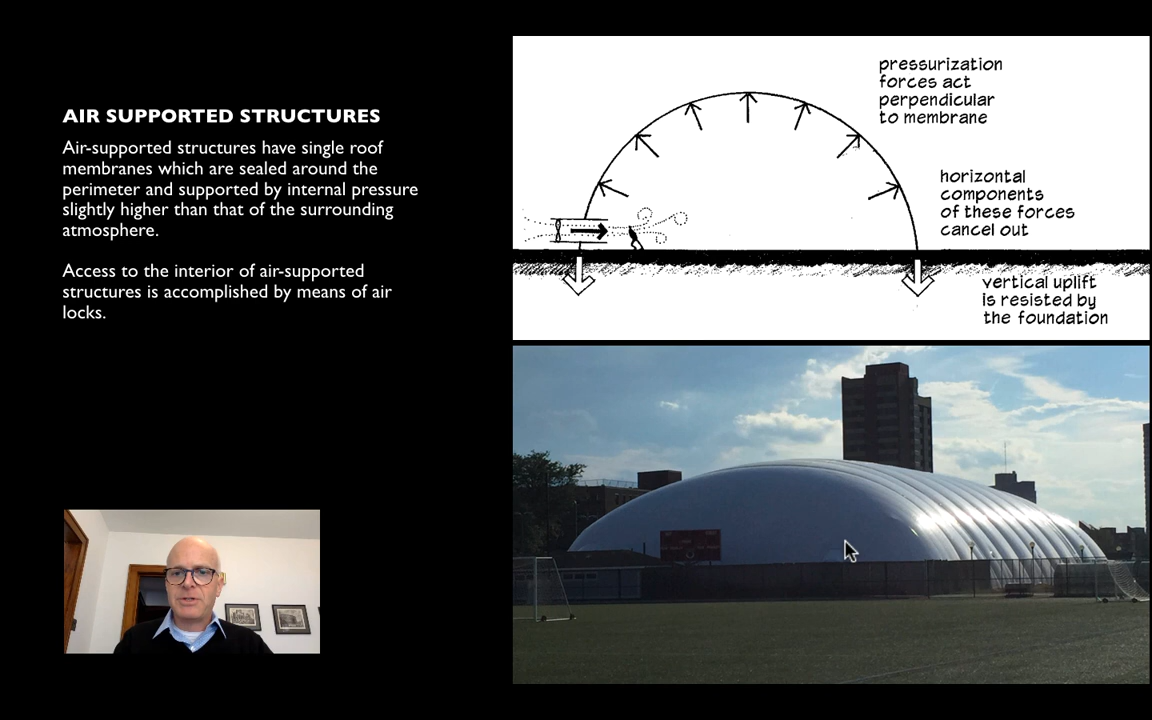 AIR SUPPORTED STRUCTURES
Air-supported structures have single roof
membranes which are sealed around the
perimeter and supported by internal pressure
slightly higher than that of the surrounding
atmosphere.
Access to the interior of air-supported
structures is accomplished by means of air
locks.
pressurization
forces act
perpendicular
to membrane
horizontal
components
of these forces
cancel out
vertical uplift
is resisted by
the foundation